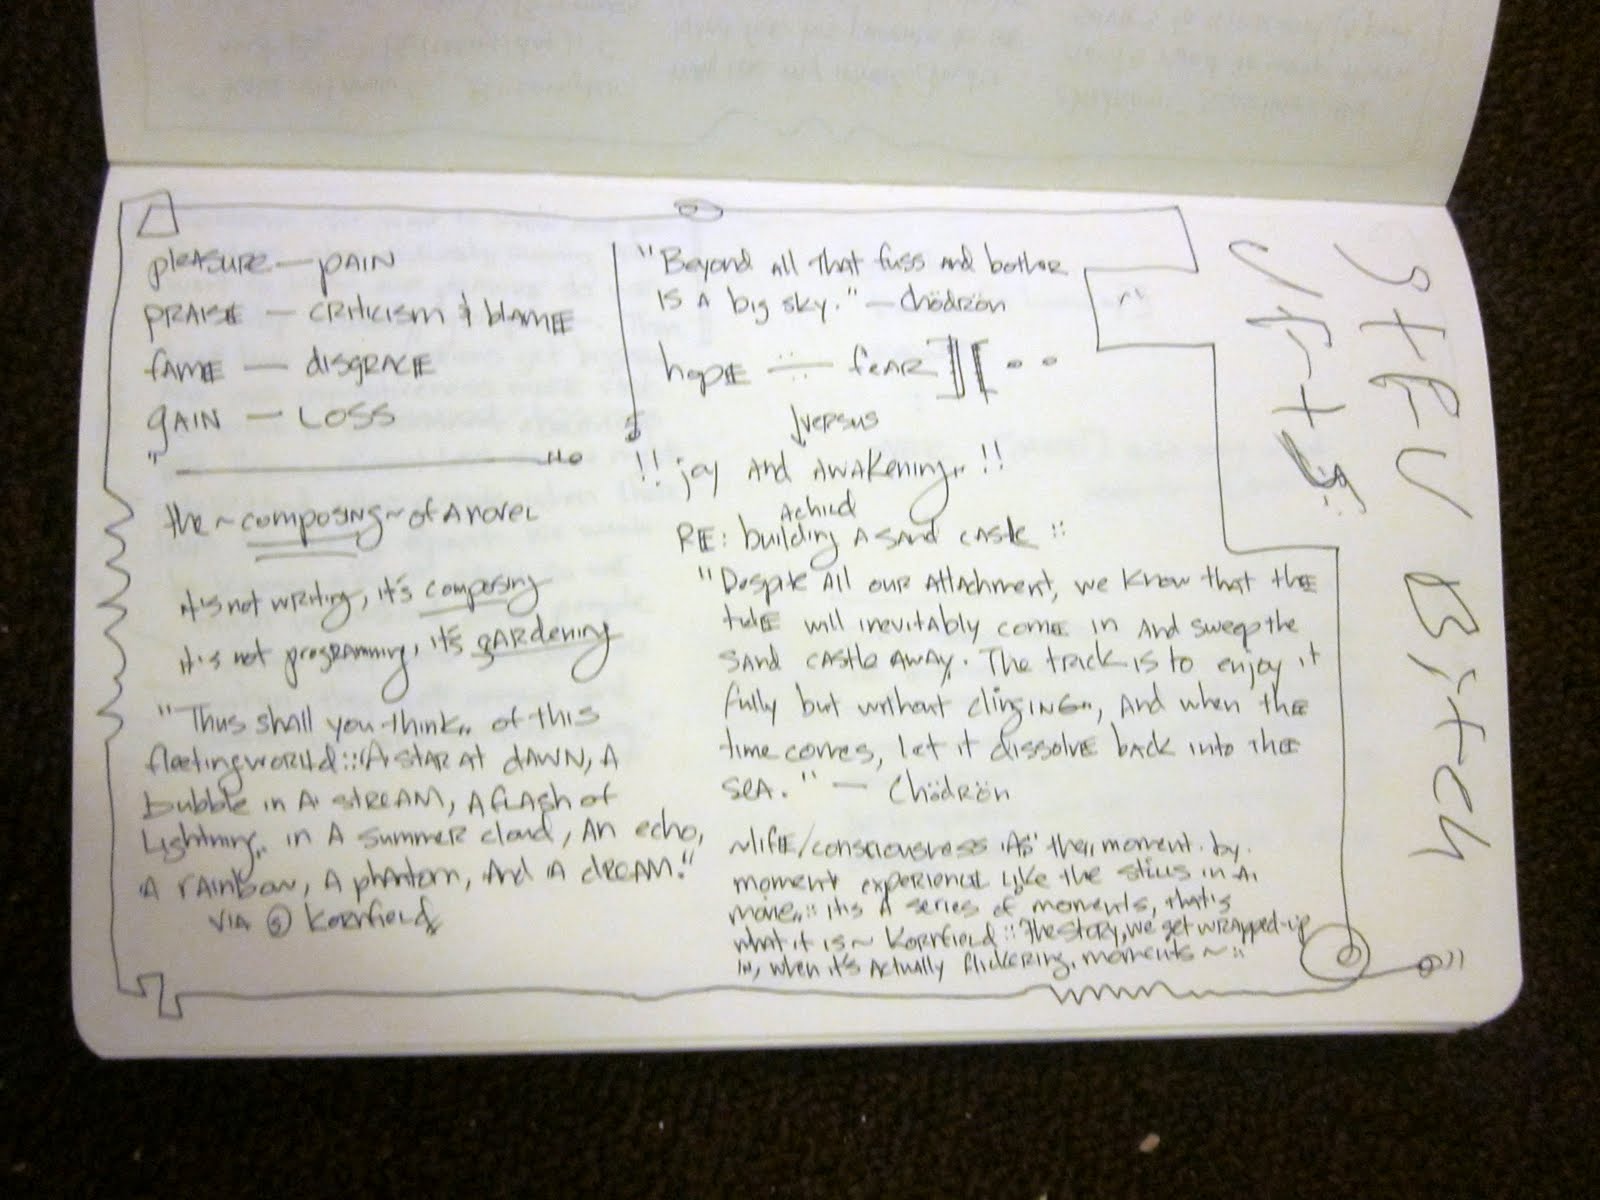 pleasure — pain
praise — criticism & blame
fame — disgrace
gain — loss
the ~composing~ of a novel
it's not writing, it's composing
it's not programming, it's gardening
"Thus shall you think,, of this
fleeting world :: (A star at dawn, a
bubble in a stream, a flash of
lightning,, in a summer cloud, an echo,
a rainbow, a phantom, and a dream."
via Kornfield
"Beyond all that fuss and bother
is a big sky." — Chödrön
hope — fear
versus
!! joy and awakening,, !!
a child
RE: building a sand castle ::
"Despite all our attachment, we know that the
tide will inevitably come in and sweep the
sand castle away. The trick is to enjoy it
fully but without clinging,, and when the
time comes, let it dissolve back into the
sea." — Chödrön
~life/consciousness as the,, moment by
moment experience like the stills in a
movie,, :: it's a series of moments, that's
what it is ~ Kornfield :: The story, we get wrapped-up
in, when it's actually flickering, moments ~ ::
STFU Bitch